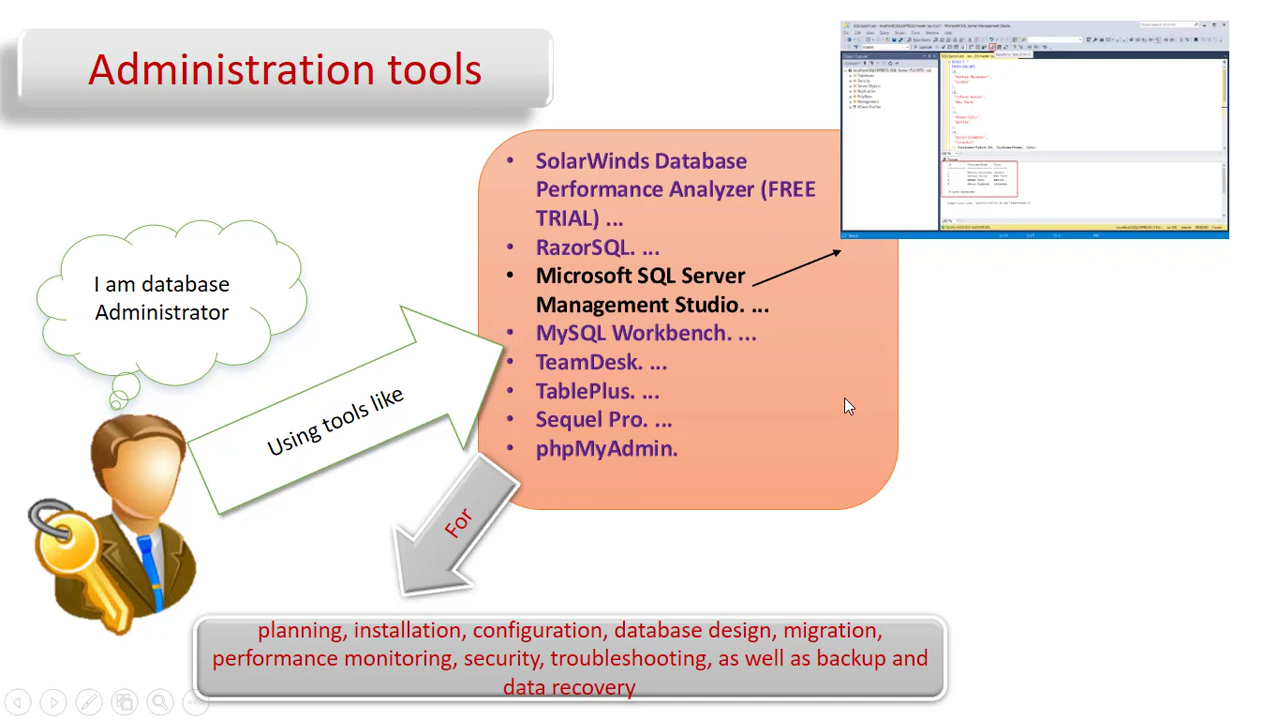 Administration tools
• SolarWinds Database
Performance Analyzer (FREE
TRIAL) ...
• RazorSQL. ...
• Microsoft SQL Server
Management Studio. ...
• MySQL Workbench. ...
• TeamDesk. ...
• TablePlus. ...
• Sequel Pro. ...
• phpMyAdmin.
I am database
Administrator
Using tools like
For
planning, installation, configuration, database design, migration,
performance monitoring, security, troubleshooting, as well as backup and
data recovery